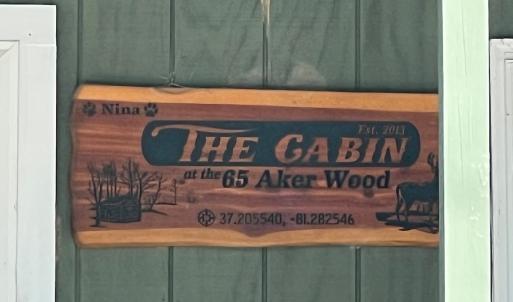 Nina
Est. 2013
THE CABIN
at the 65 Aker Wood
37.205540, -81.282546